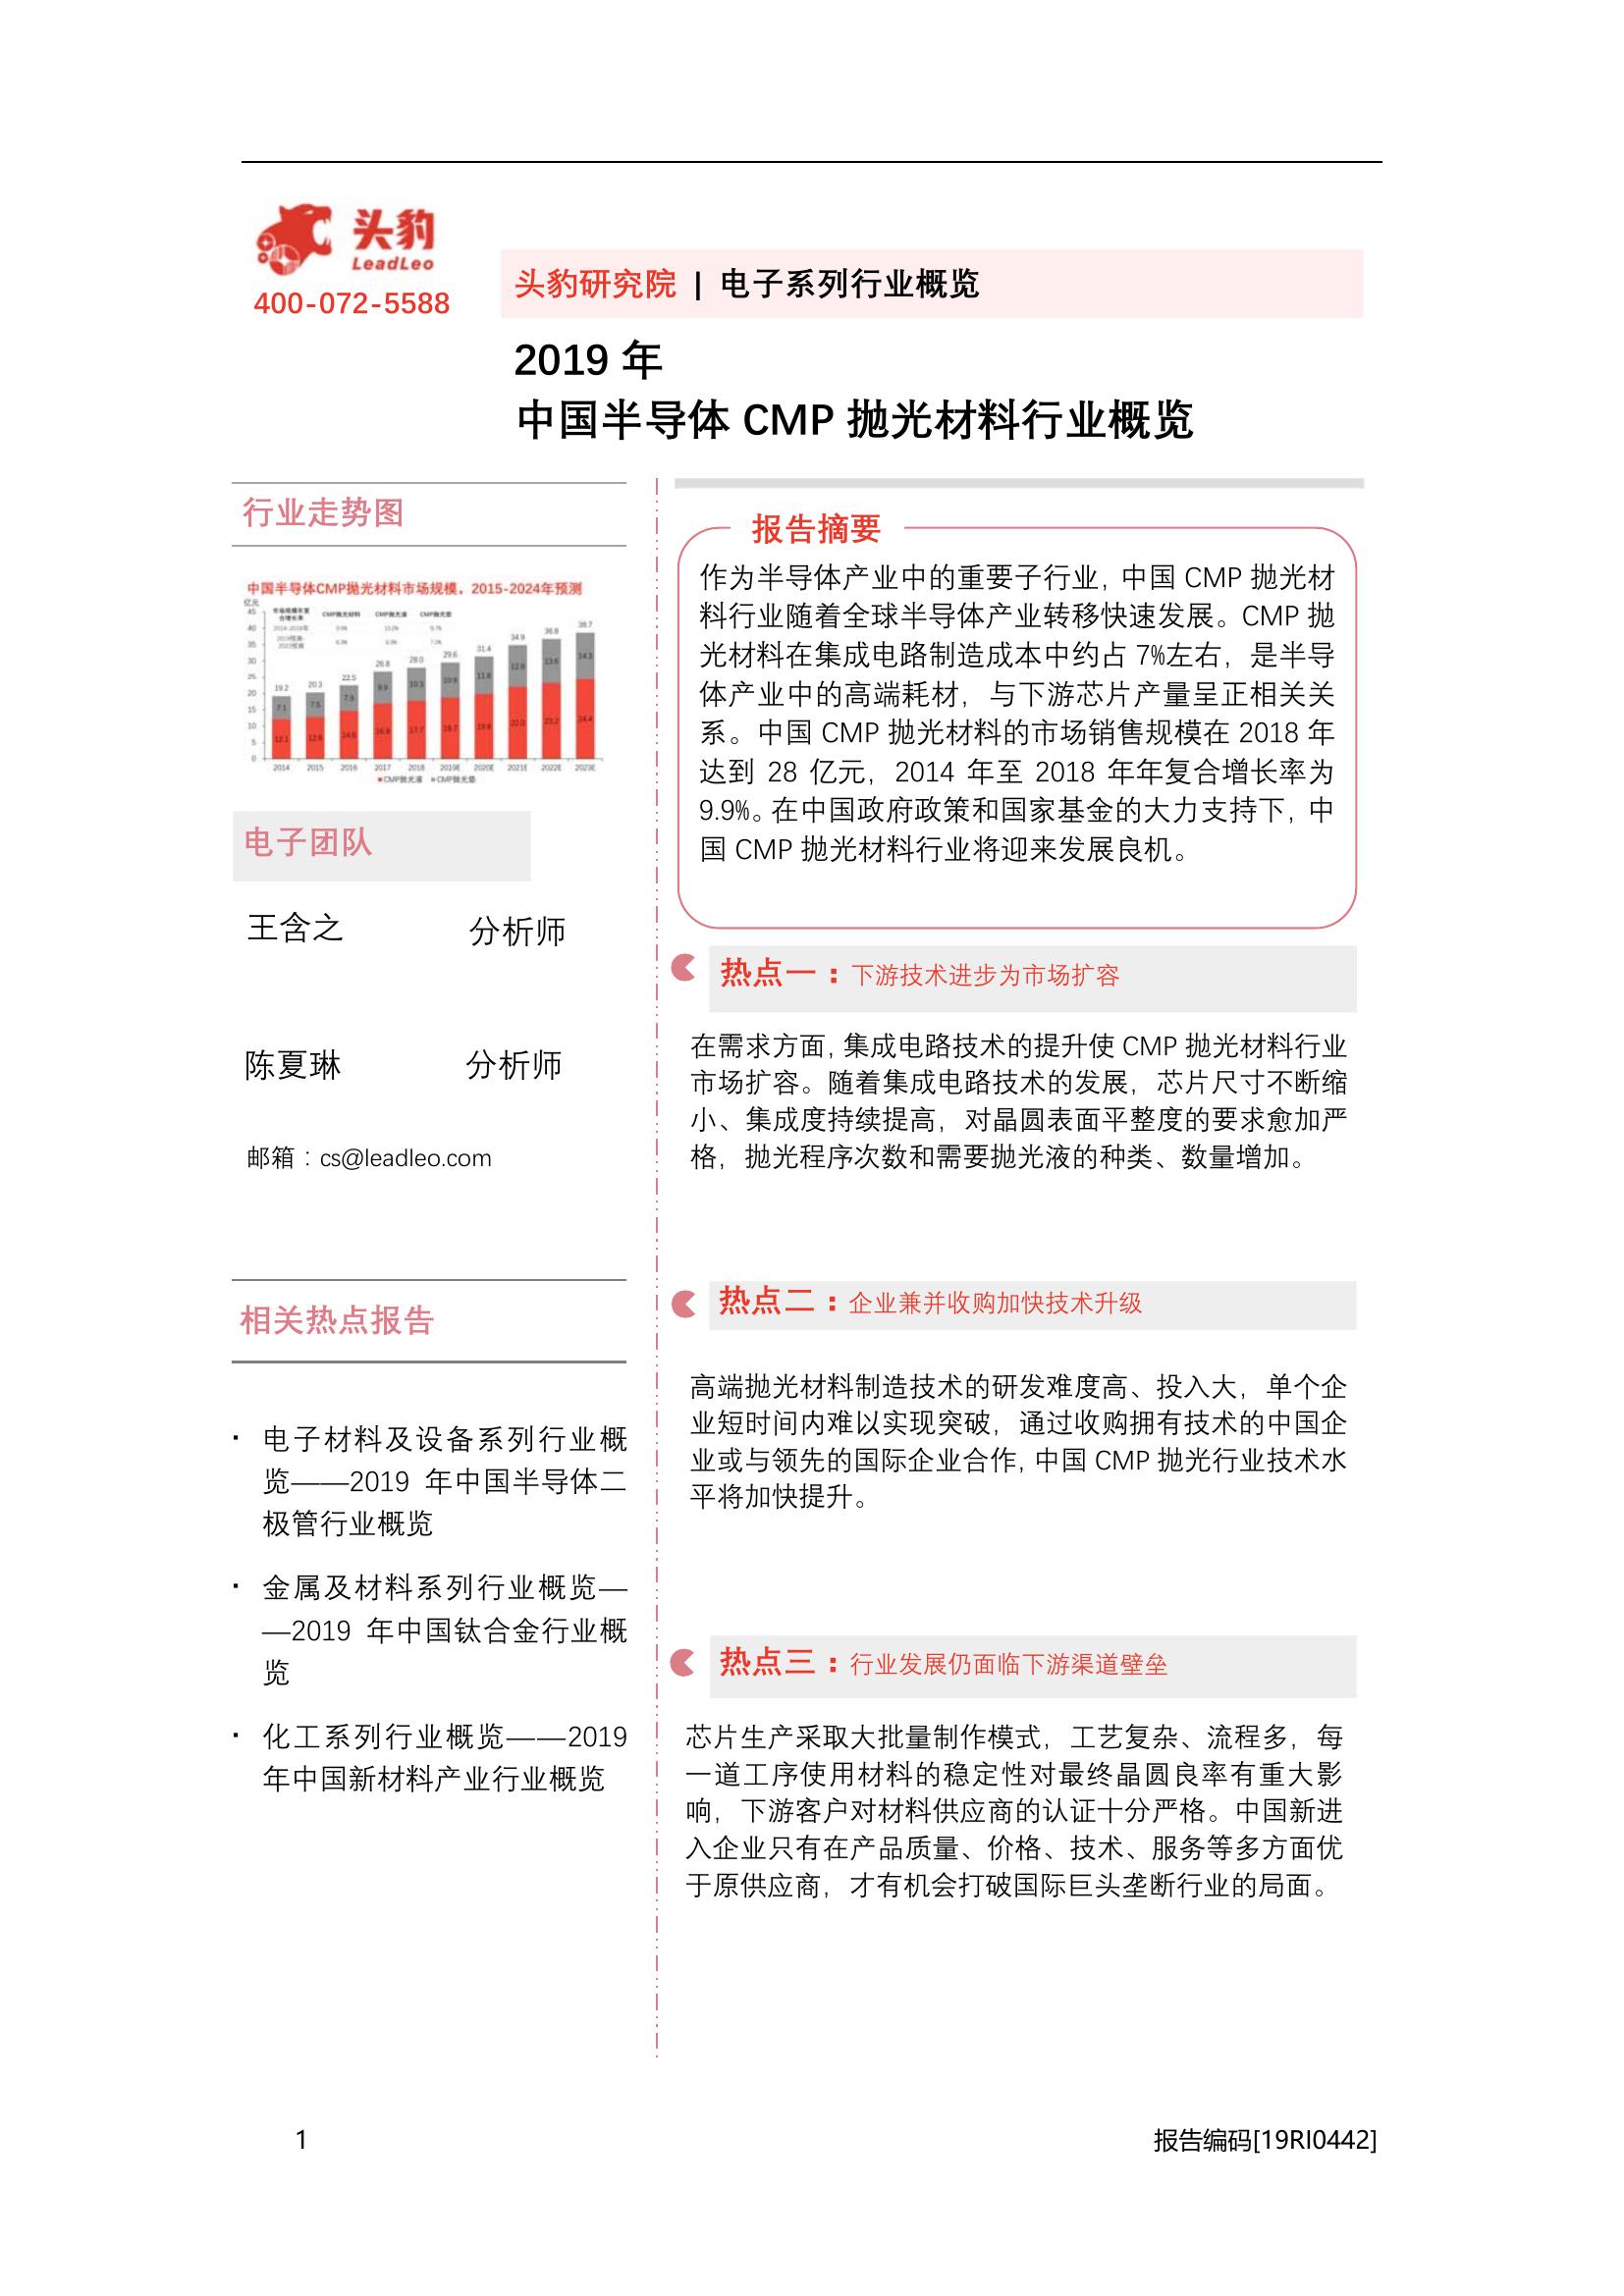 头豹
LeadLeo
400-072-5588
头豹研究院 | 电子系列行业概览
2019 年
中国半导体 CMP 抛光材料行业概览
行业走势图
中国半导体CMP抛光材料市场规模，2015-2024年预测
亿元
45
40
35
30
25
20
15
10
5
0
CMP抛光材料 CMP抛光液 CMP抛光垫
19.2 20.3 22.5 26.8 28.0 29.6 31.4 34.9 36.8 38.7
7.1 7.5 7.9 9.9 10.3 10.9 11.8 12.9 13.6 14.3
12.1 12.8 14.6 16.9 17.7 18.7 19.6 22.0 23.2 24.4
2014 2015 2016 2017 2018 2019E 2020E 2021E 2022E 2023E
CMP抛光液 CMP抛光垫
电子团队
王含之 分析师
陈夏琳 分析师
邮箱：cs@leadleo.com
相关热点报告
· 电子材料及设备系列行业概
览——2019 年中国半导体二
极管行业概览
· 金属及材料系列行业概览—
—2019 年中国钛合金行业概
览
· 化工系列行业概览——2019
年中国新材料产业行业概览
报告摘要
作为半导体产业中的重要子行业，中国 CMP 抛光材
料行业随着全球半导体产业转移快速发展。CMP 抛
光材料在集成电路制造成本中约占 7%左右，是半导
体产业中的高端耗材，与下游芯片产量呈正相关关
系。中国 CMP 抛光材料的市场销售规模在 2018 年
达到 28 亿元，2014 年至 2018 年年复合增长率为
9.9%。在中国政府政策和国家基金的大力支持下，中
国 CMP 抛光材料行业将迎来发展良机。
热点一：下游技术进步为市场扩容
在需求方面，集成电路技术的提升使 CMP 抛光材料行业
市场扩容。随着集成电路技术的发展，芯片尺寸不断缩
小、集成度持续提高，对晶圆表面平整度的要求愈加严
格，抛光程序次数和需要抛光液的种类、数量增加。
热点二：企业兼并收购加快技术升级
高端抛光材料制造技术的研发难度高、投入大，单个企
业短时间内难以实现突破，通过收购拥有技术的中国企
业或与领先的国际企业合作，中国 CMP 抛光行业技术水
平将加快提升。
热点三：行业发展仍面临下游渠道壁垒
芯片生产采取大批量制作模式，工艺复杂、流程多，每
一道工序使用材料的稳定性对最终晶圆良率有重大影
响，下游客户对材料供应商的认证十分严格。中国新进
入企业只有在产品质量、价格、技术、服务等多方面优
于原供应商，才有机会打破国际巨头垄断行业的局面。
1
报告编码[19RI0442]